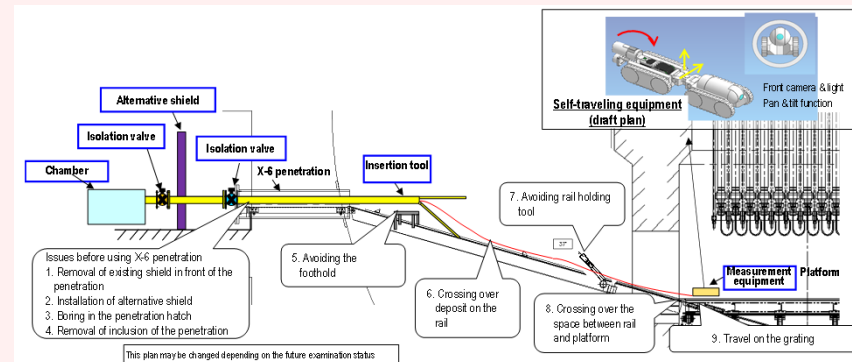 Front camera & light
Pan & tilt function
Self-traveling equipment
(draft plan)
Alternative shield
Isolation valve
Isolation valve
Chamber
X-6 penetration
Insertion tool
7. Avoiding rail holding
tool
5. Avoiding the
foothold
6. Crossing over
deposit on the
rail
Issues before using X-6 penetration
1. Removal of existing shield in front of the
penetration
2. Installation of alternative shield
3. Boring in the penetration hatch
4. Removal of inclusion of the penetration
Measurement
equipment
Platform
8. Crossing over the
space between rail
and platform
9. Travel on the grating
This plan may be changed depending on the future examination status